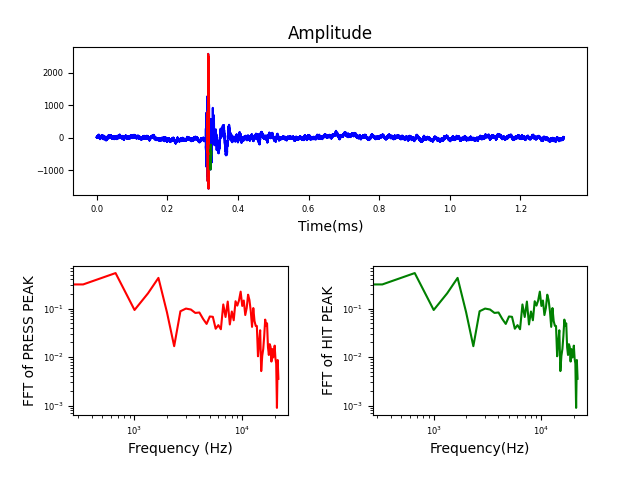 Amplitude
2000
1000
0
−1000
0.0 0.2 0.4 0.6 0.8 1.0 1.2
Time(ms)
FFT of PRESS PEAK
10⁻¹
10⁻²
10⁻³
10³ 10⁴
Frequency (Hz)
FFT of HIT PEAK
10⁻¹
10⁻²
10⁻³
10³ 10⁴
Frequency(Hz)